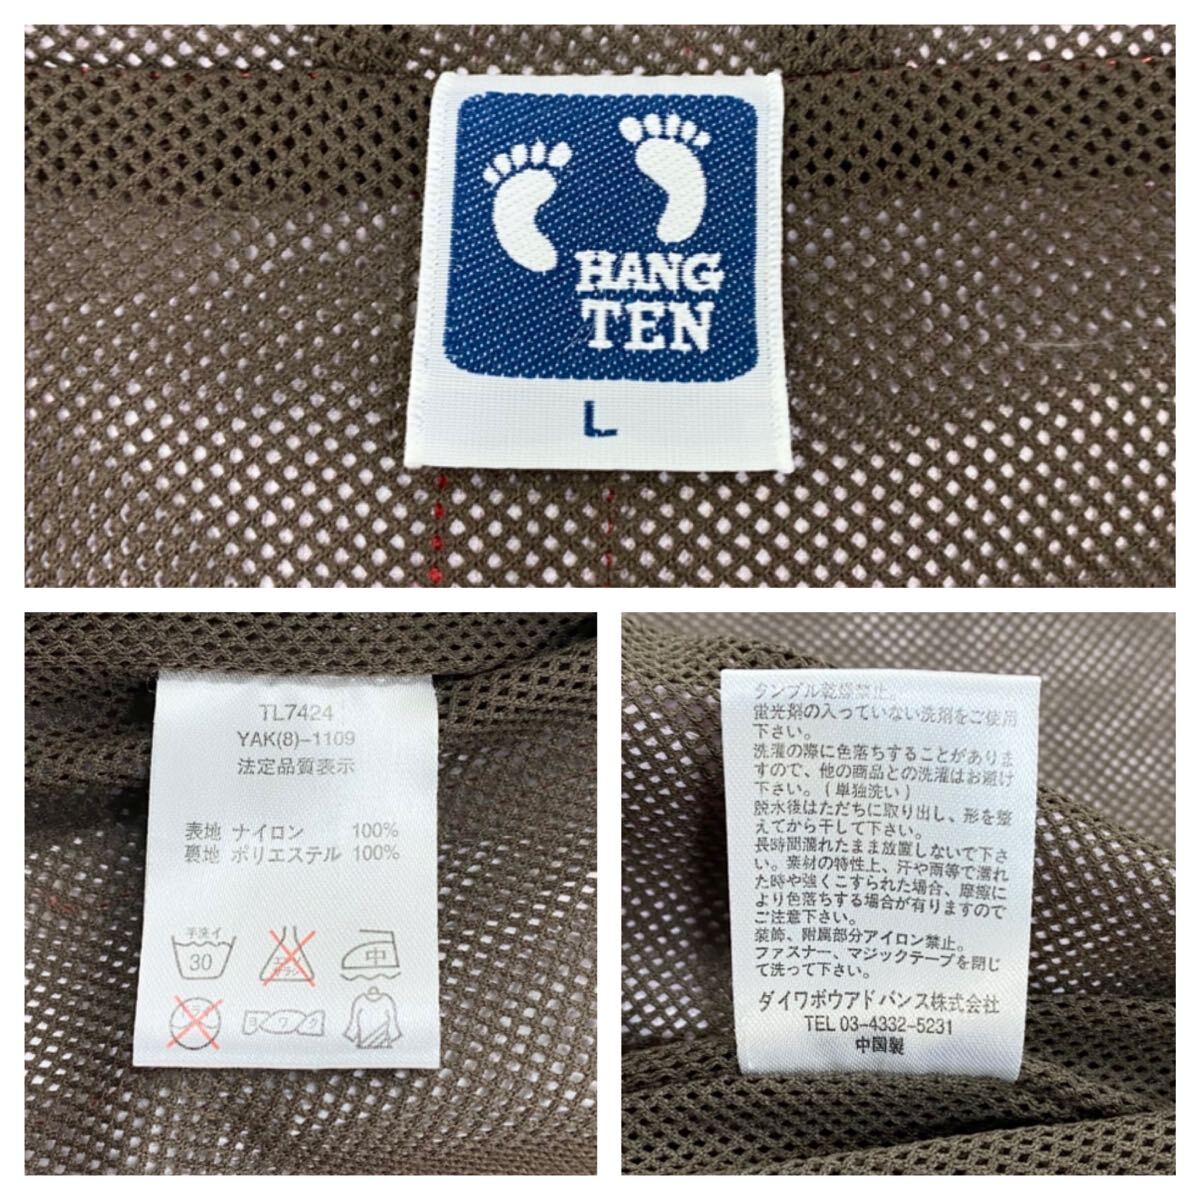 HANG
TEN
L
TL7424
YAK(8)-1109
法定品質表示
表地 ナイロン 100%
裏地 ポリエステル 100%
手洗イ
30
エンソ
サラシ
中
ドライ
ヨワク
タンブル乾燥禁止。
蛍光剤の入っていない洗剤をご使用
下さい。
洗濯の際に色落ちすることがありま
すので、他の商品との洗濯はお避け
下さい。(単独洗い)
脱水後はただちに取り出し、形を整
えてから干して下さい。
長時間濡れたまま放置しないで下さ
い。素材の特性上、汗や雨等で濡れ
た時や強くこすられた場合、摩擦に
より色落ちする場合が有りますので
ご注意下さい。
装飾、附属部分アイロン禁止。
ファスナー、マジックテープを閉じ
て洗って下さい。
ダイワボウアドバンス株式会社
TEL 03-4332-5231
中国製